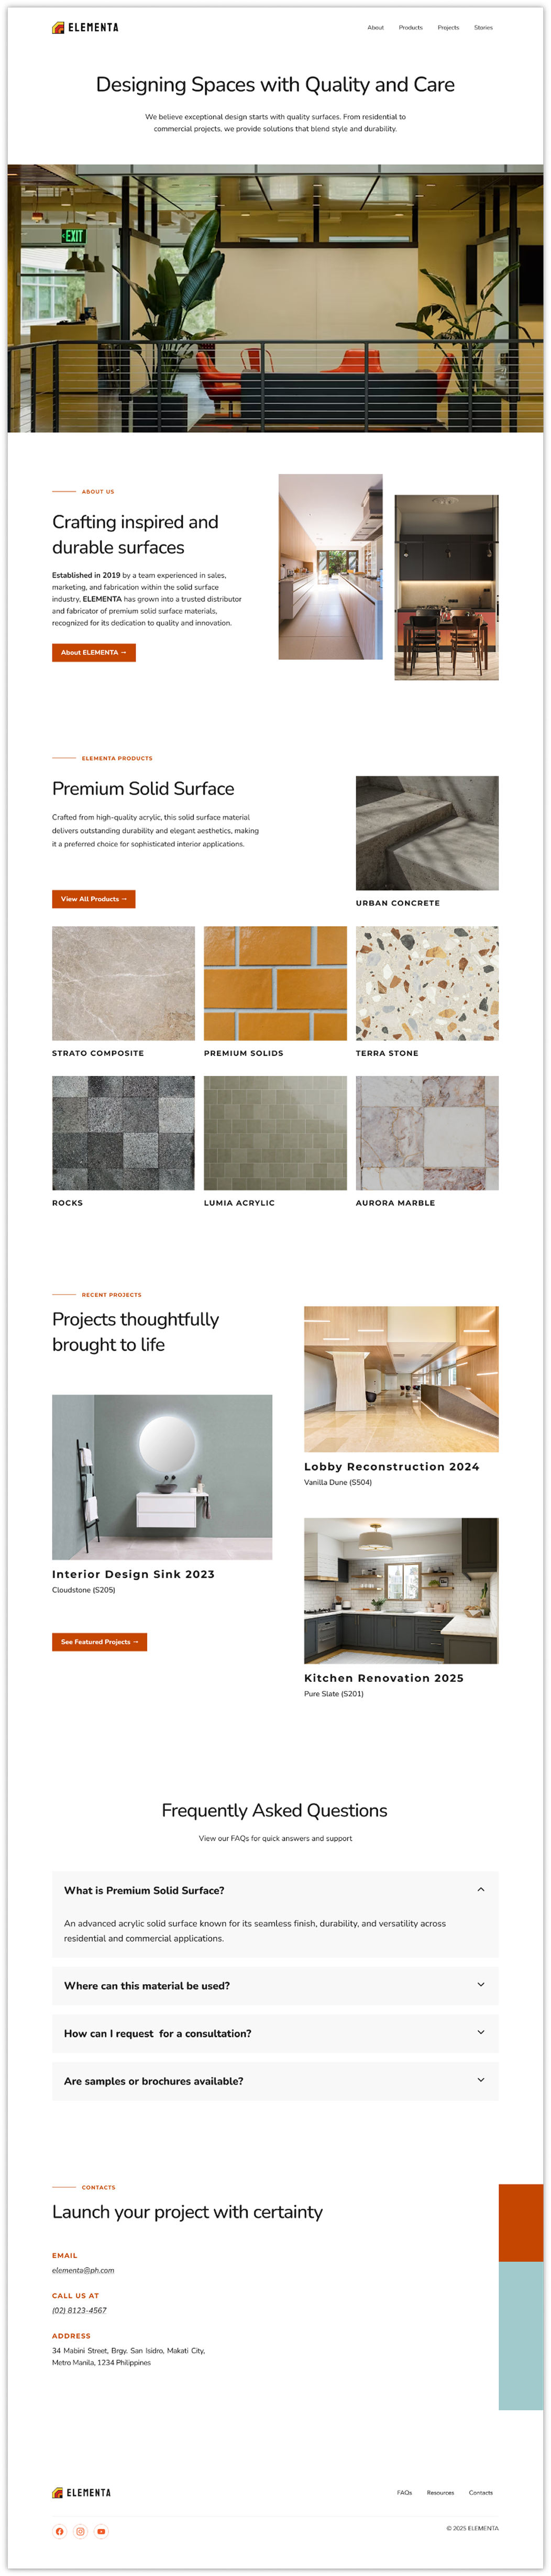 ELEMENTA
About Products Projects Stories
Designing Spaces with Quality and Care
We believe exceptional design starts with quality surfaces. From residential to
commercial projects, we provide solutions that blend style and durability.
EXIT
ABOUT US
Crafting inspired and
durable surfaces
Established in 2019 by a team experienced in sales,
marketing, and fabrication within the solid surface
industry, ELEMENTA has grown into a trusted distributor
and fabricator of premium solid surface materials,
recognized for its dedication to quality and innovation.
About ELEMENTA →
ELEMENTA PRODUCTS
Premium Solid Surface
Crafted from high-quality acrylic, this solid surface material
delivers outstanding durability and elegant aesthetics, making
it a preferred choice for sophisticated interior applications.
View All Products →
URBAN CONCRETE
STRATO COMPOSITE
PREMIUM SOLIDS
TERRA STONE
ROCKS
LUMIA ACRYLIC
AURORA MARBLE
RECENT PROJECTS
Projects thoughtfully
brought to life
Lobby Reconstruction 2024
Vanilla Dune (S504)
Interior Design Sink 2023
Cloudstone (S205)
See Featured Projects →
Kitchen Renovation 2025
Pure Slate (S201)
Frequently Asked Questions
View our FAQs for quick answers and support
What is Premium Solid Surface?
An advanced acrylic solid surface known for its seamless finish, durability, and versatility across
residential and commercial applications.
Where can this material be used?
How can I request  for a consultation?
Are samples or brochures available?
CONTACTS
Launch your project with certainty
EMAIL
elementa@ph.com
CALL US AT
(02) 8123-4567
ADDRESS
34 Mabini Street, Brgy, San Isidro, Makati City,
Metro Manila, 1234 Philippines
ELEMENTA
FAQs Resources Contacts
© 2025 ELEMENTA